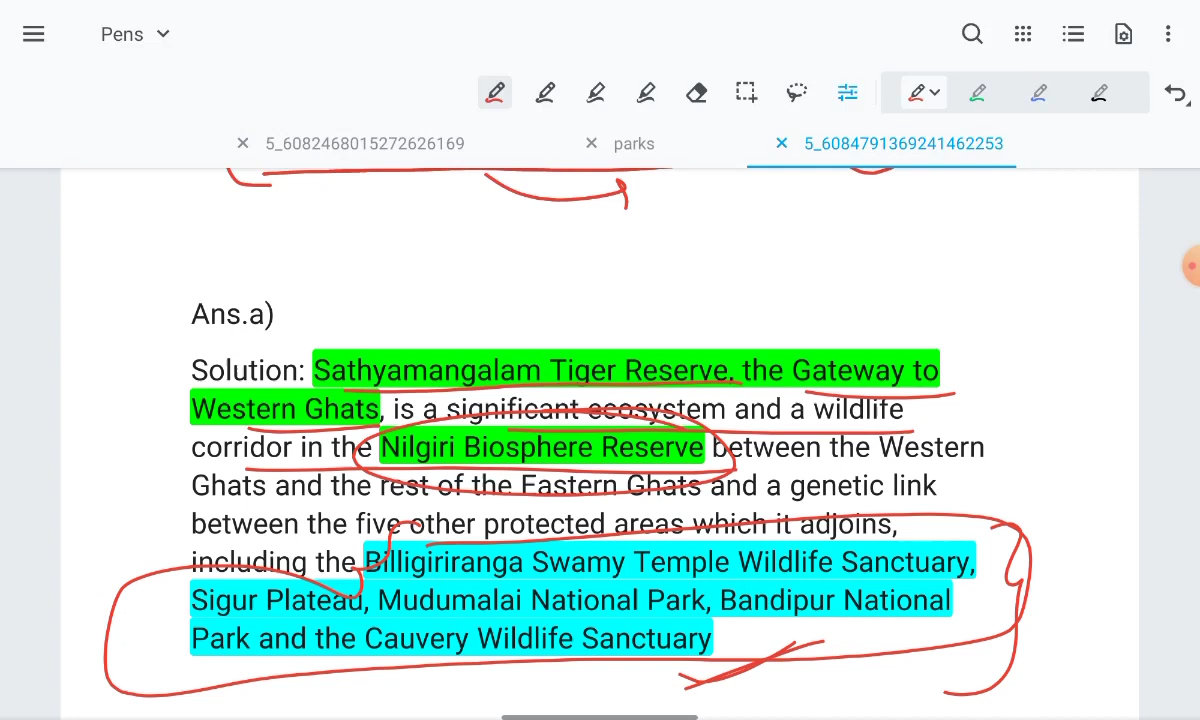 Pens
5_6082468015272626169
parks
5_6084791369241462253
Ans.a)
Solution: Sathyamangalam Tiger Reserve, the Gateway to
Western Ghats, is a significant ecosystem and a wildlife
corridor in the Nilgiri Biosphere Reserve between the Western
Ghats and the rest of the Eastern Ghats and a genetic link
between the five other protected areas which it adjoins,
including the Billigiriranga Swamy Temple Wildlife Sanctuary,
Sigur Plateau, Mudumalai National Park, Bandipur National
Park and the Cauvery Wildlife Sanctuary